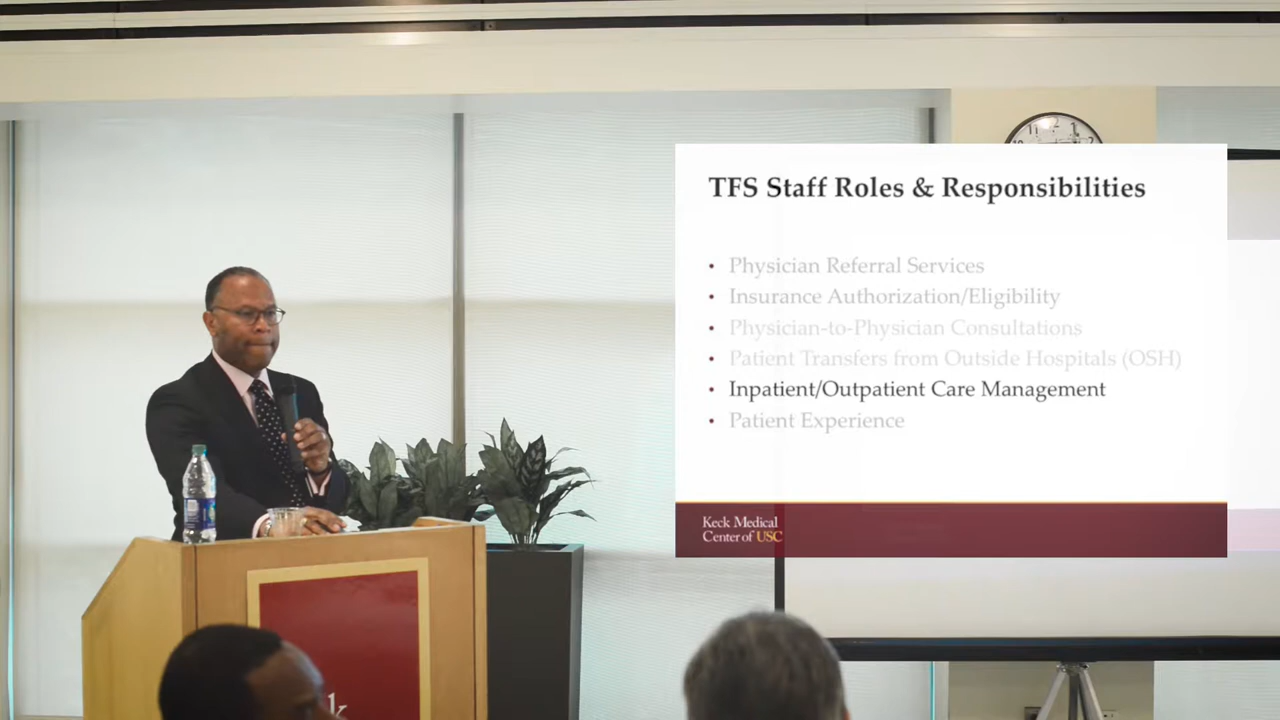 TFS Staff Roles & Responsibilities
• Physician Referral Services
• Insurance Authorization/Eligibility
• Physician-to-Physician Consultations
• Patient Transfers from Outside Hospitals (OSH)
• Inpatient/Outpatient Care Management
• Patient Experience
Keck Medical
Center of USC